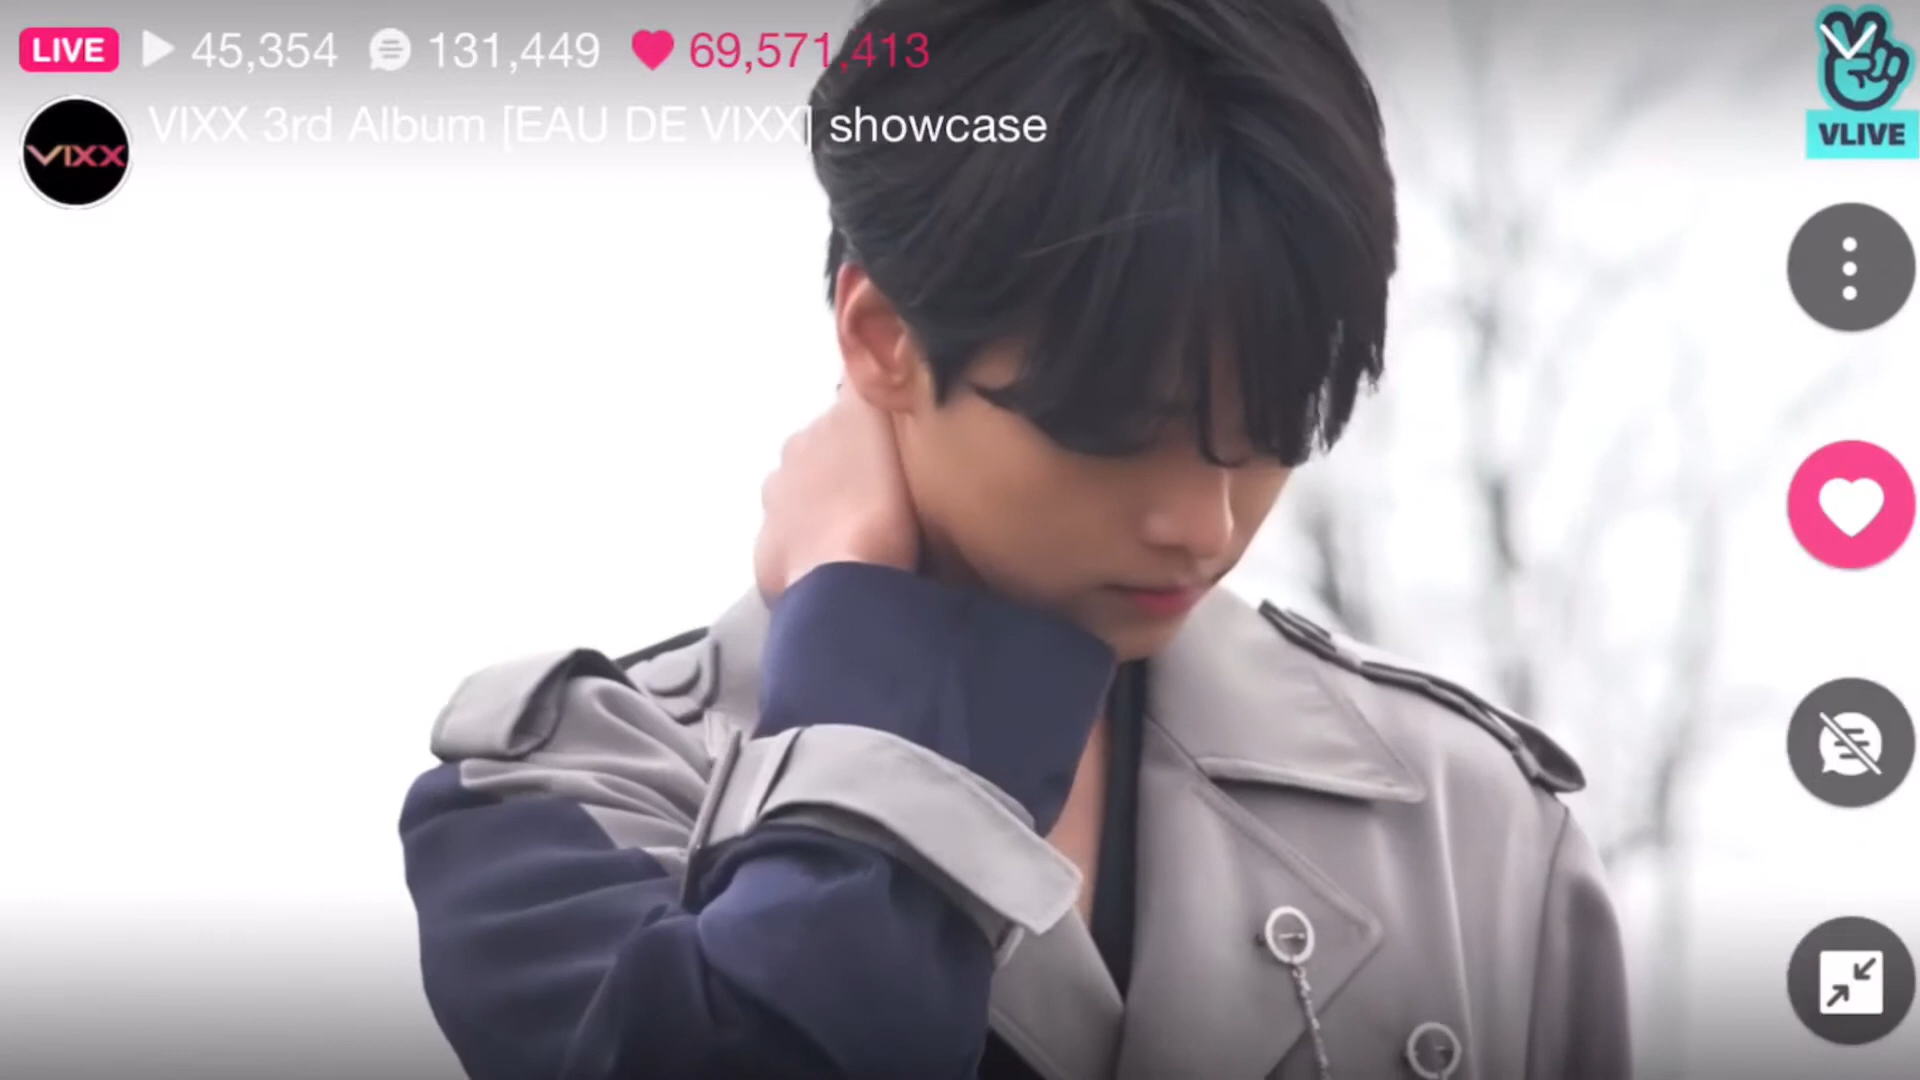 LIVE 45,354 131,449 69,571,413
VIXX 3rd Album [EAU DE VIXX] showcase
VIXX
VLIVE